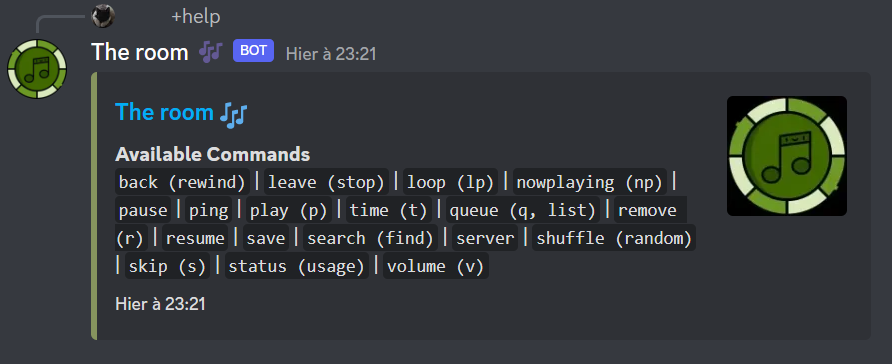 +help
The room 🎶 BOT Hier à 23:21
The room 🎶
Available Commands
back (rewind) | leave (stop) | loop (lp) | nowplaying (np) |
pause | ping | play (p) | time (t) | queue (q, list) | remove
(r) | resume | save | search (find) | server | shuffle (random)
| skip (s) | status (usage) | volume (v)
Hier à 23:21